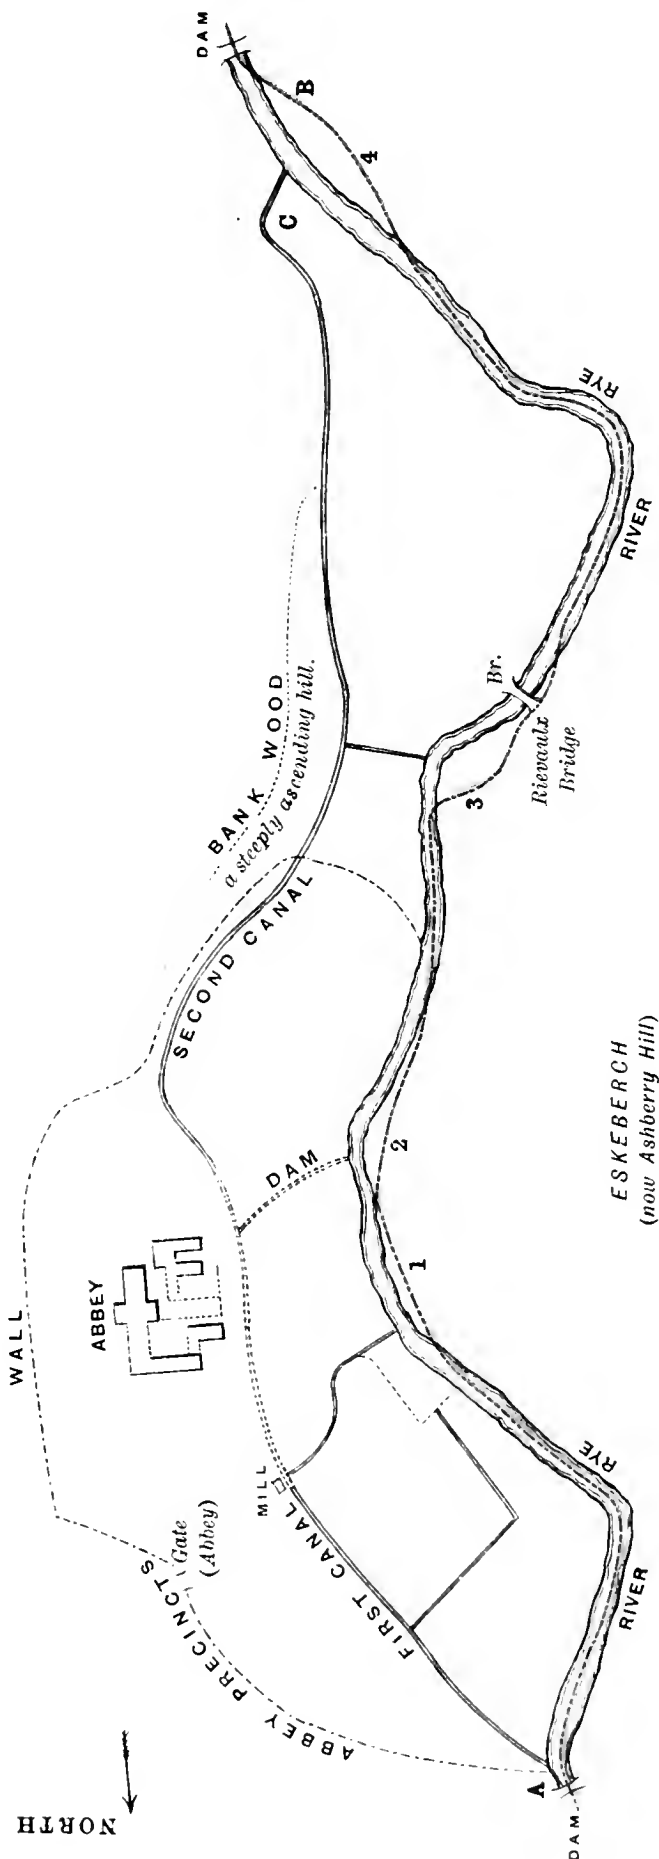 DAM
B
4
C
RYE
RIVER
BANK WOOD
a steeply ascending hill.
Br.
Rievaulx
Bridge
3
SECOND CANAL
ESKEBERCH
(now Ashberry Hill)
2
DAM
1
WALL
ABBEY
MILL
Gate
(Abbey)
FIRST CANAL
ABBEY PRECINCTS
RYE
RIVER
A
DAM
NORTH